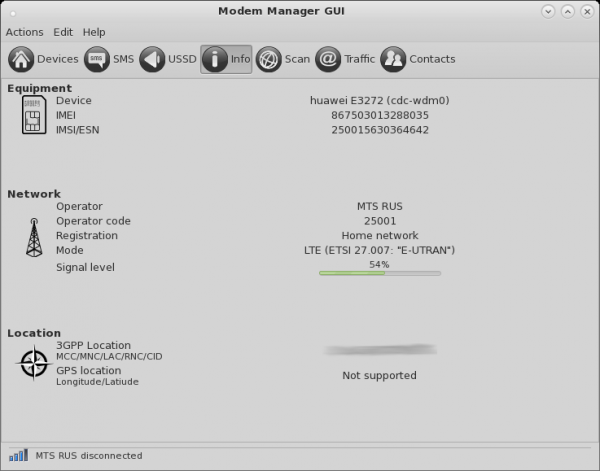 Modem Manager GUI
Actions Edit Help
Devices SMS USSD Info Scan Traffic Contacts
Equipment
Device huawei E3272 (cdc-wdm0)
IMEI 867503013288035
IMSI/ESN 250015630364642
Network
Operator MTS RUS
Operator code 25001
Registration Home network
Mode LTE (ETSI 27.007: "E-UTRAN")
Signal level 54%
Location
3GPP Location
MCC/MNC/LAC/RNC/CID
GPS location Not supported
Longitude/Latiude
MTS RUS disconnected